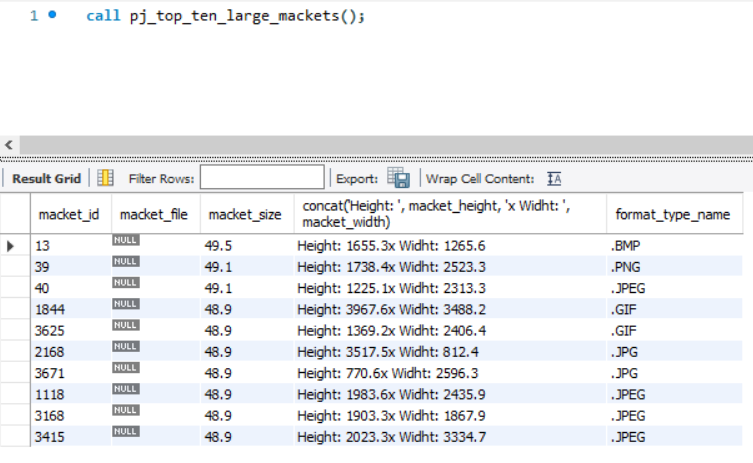 1 call pj_top_ten_large_mackets();
Result Grid Filter Rows: Export: Wrap Cell Content: IA
macket_id macket_file macket_size concat('Height: ', macket_height, 'x Widht: ', macket_width) format_type_name
13 NULL 49.5 Height: 1655.3x Widht: 1265.6 .BMP
39 NULL 49.1 Height: 1738.4x Widht: 2523.3 .PNG
40 NULL 49.1 Height: 1225.1x Widht: 2313.3 .JPEG
1844 NULL 48.9 Height: 3967.6x Widht: 3488.2 .GIF
3625 NULL 48.9 Height: 1369.2x Widht: 2406.4 .GIF
2168 NULL 48.9 Height: 3517.5x Widht: 812.4 .JPG
3671 NULL 48.9 Height: 770.6x Widht: 2596.3 .JPG
1118 NULL 48.9 Height: 1983.6x Widht: 2435.9 .JPEG
3168 NULL 48.9 Height: 1903.3x Widht: 1867.9 .JPEG
3415 NULL 48.9 Height: 2023.3x Widht: 3334.7 .JPEG